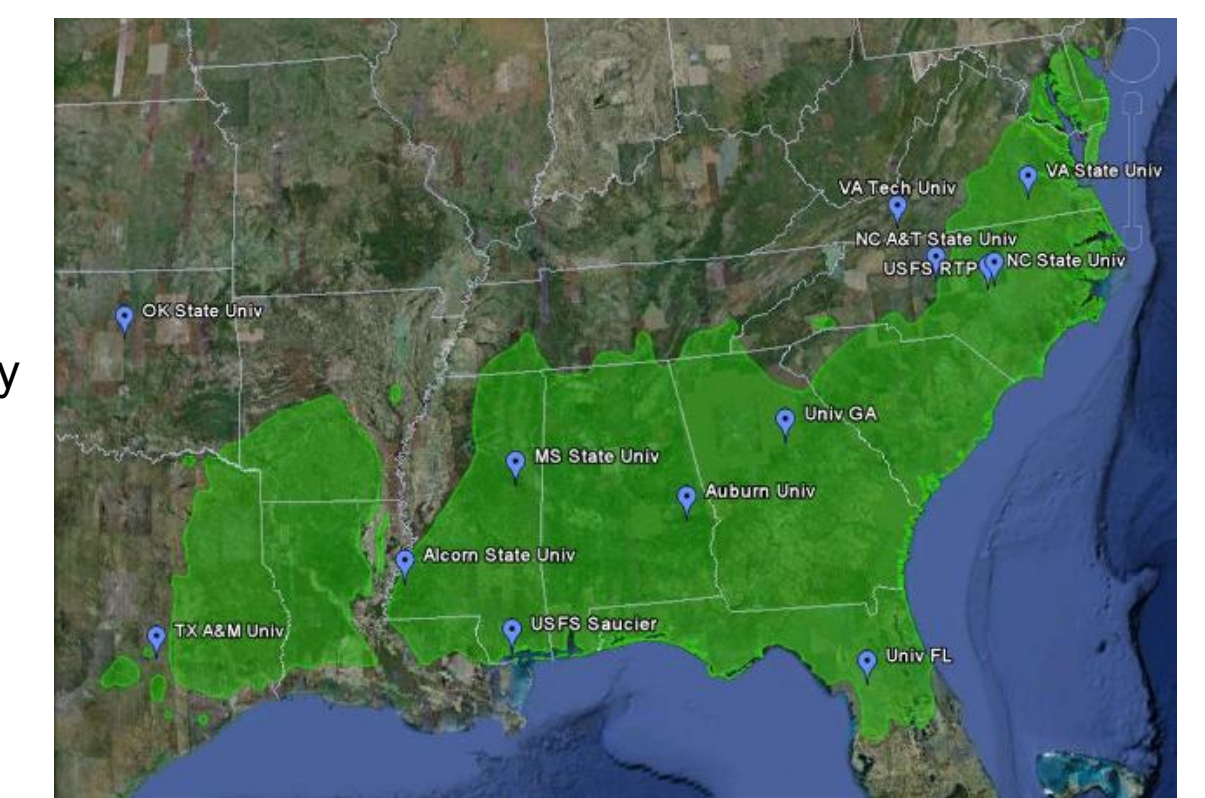 VA State Univ
VA Tech Univ
NC A&T State Univ
USFS RTP
NC State Univ
OK State Univ
y
Univ GA
MS State Univ
Auburn Univ
Alcorn State Univ
USFS Saucier
TX A&M Univ
Univ FL